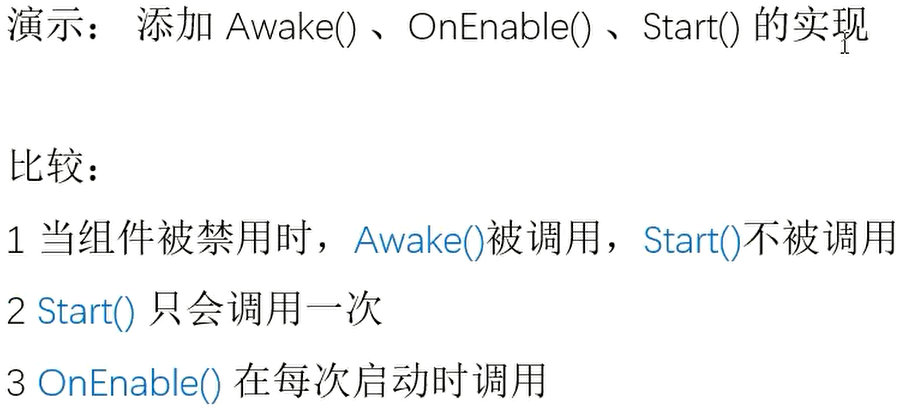 演示： 添加 Awake() 、OnEnable() 、Start() 的实现
比较：
1 当组件被禁用时，Awake()被调用，Start()不被调用
2 Start() 只会调用一次
3 OnEnable() 在每次启动时调用